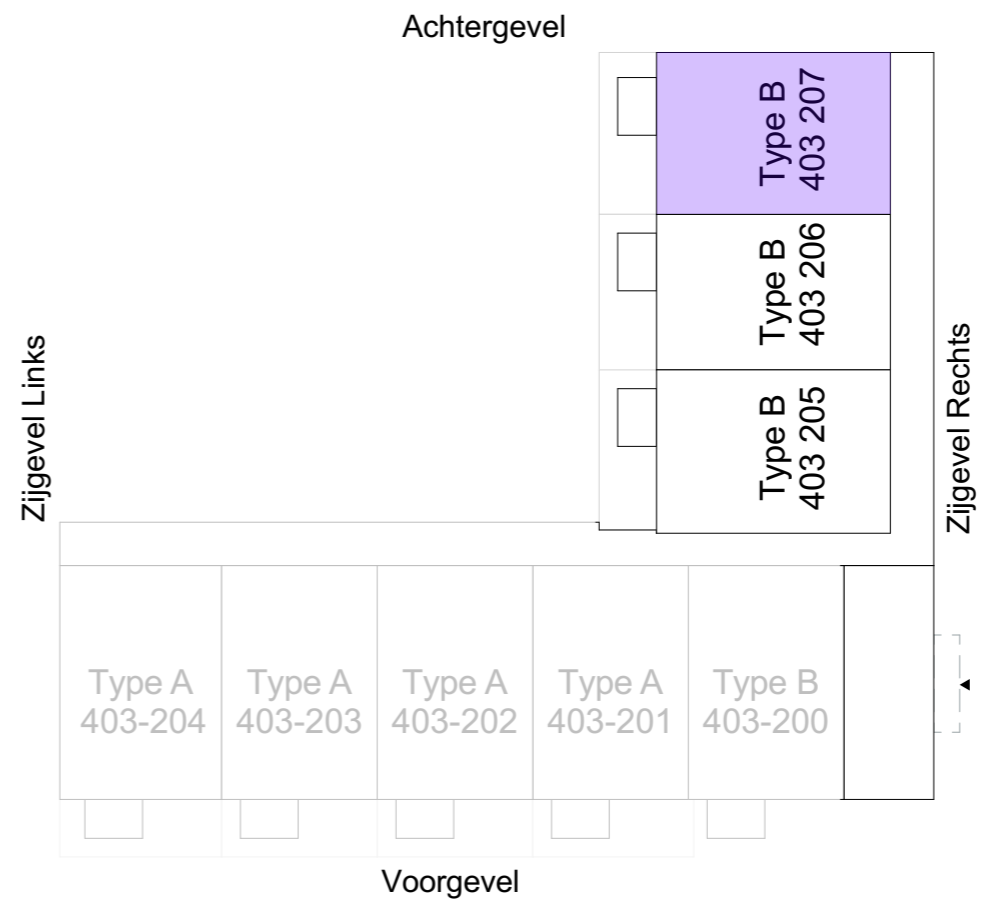 Achtergevel
Type B
403 207
Type B
403 206
Type B
403 205
Zijgevel Links
Zijgevel Rechts
Type A
403-204
Type A
403-203
Type A
403-202
Type A
403-201
Type B
403-200
Voorgevel